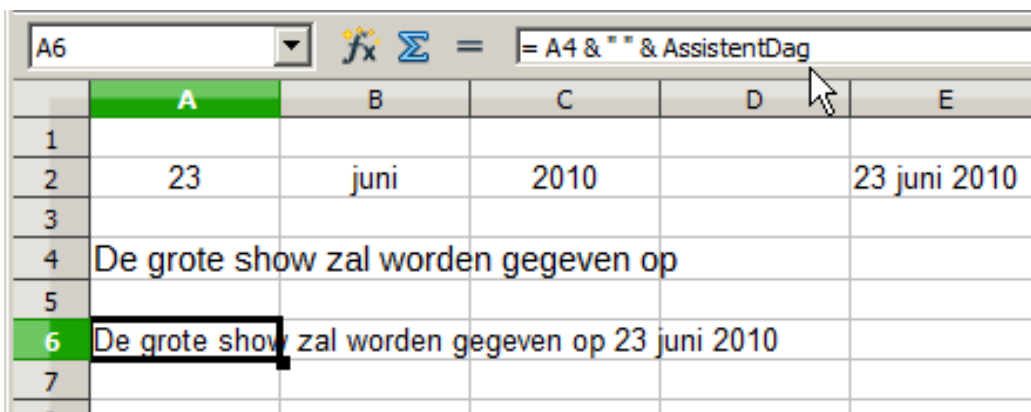 A6 fx Σ = = A4 & " " & AssistentDag
A B C D E
1
2 23 juni 2010 23 juni 2010
3
4 De grote show zal worden gegeven op
5
6 De grote show zal worden gegeven op 23 juni 2010
7